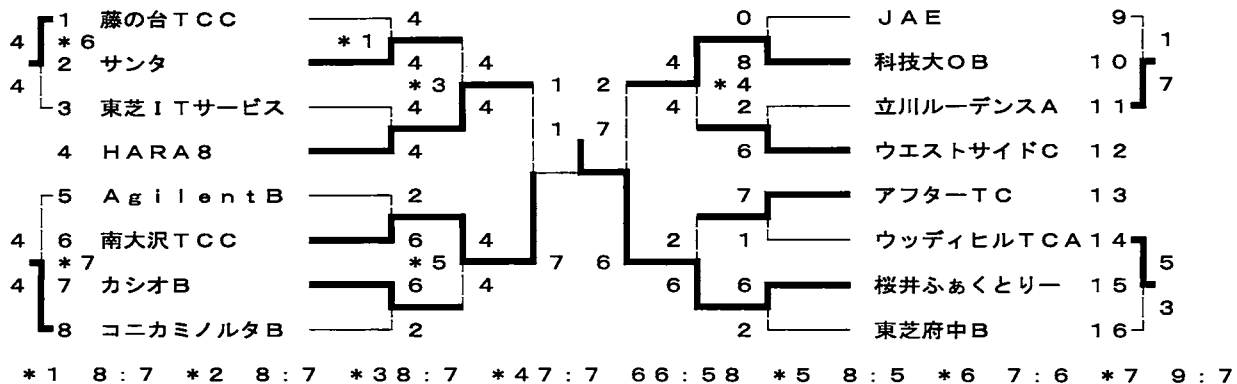 1 藤の台TCC 4 0 JAE 9
4 *6 *1 1
2 サンタ 4 4 4 8 科技大OB 10
4 *3 1 2 *4 7
3 東芝ITサービス 4 4 4 2 立川ルーデンスA 11
1 7
4 HARA8 4 6 ウエストサイドC 12
5 AgilentB 2 7 アフターTC 13
4 6 南大沢TCC 6 4 2 1 ウッディヒルTCA 14
*7 *5 7 6 5
4 7 カシオB 6 4 6 6 桜井ふぁくとりー 15
3
8 コニカミノルタB 2 2 東芝府中B 16
*1 8:7 *2 8:7 *38:7 *47:7 66:58 *5 8:5 *6 7:6 *7 9:7